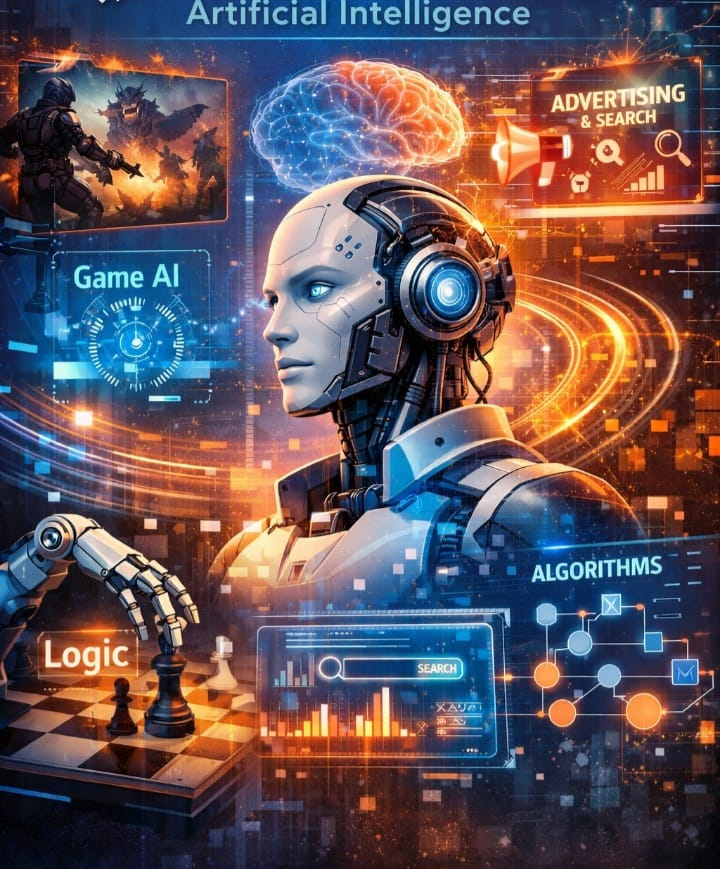 Artificial Intelligence
ADVERTISING
& SEARCH
Game AI
ALGORITHMS
Logic
SEARCH